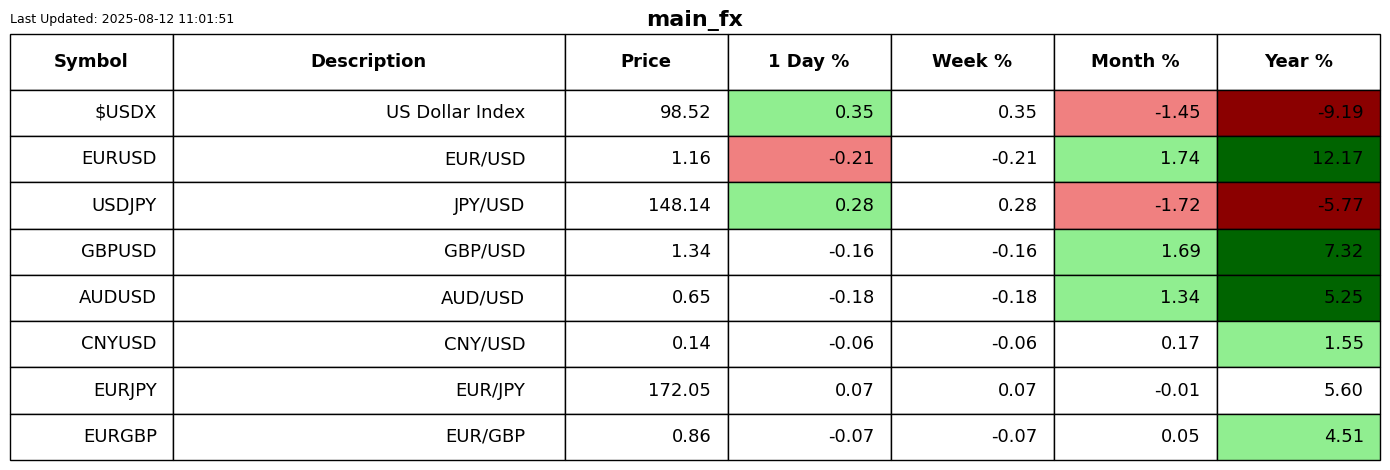 Last Updated: 2025-08-12 11:01:51
main_fx
Symbol Description Price 1 Day % Week % Month % Year %
$USDX US Dollar Index 98.52 0.35 0.35 -1.45 -9.19
EURUSD EUR/USD 1.16 -0.21 -0.21 1.74 12.17
USDJPY JPY/USD 148.14 0.28 0.28 -1.72 -5.77
GBPUSD GBP/USD 1.34 -0.16 -0.16 1.69 7.32
AUDUSD AUD/USD 0.65 -0.18 -0.18 1.34 5.25
CNYUSD CNY/USD 0.14 -0.06 -0.06 0.17 1.55
EURJPY EUR/JPY 172.05 0.07 0.07 -0.01 5.60
EURGBP EUR/GBP 0.86 -0.07 -0.07 0.05 4.51